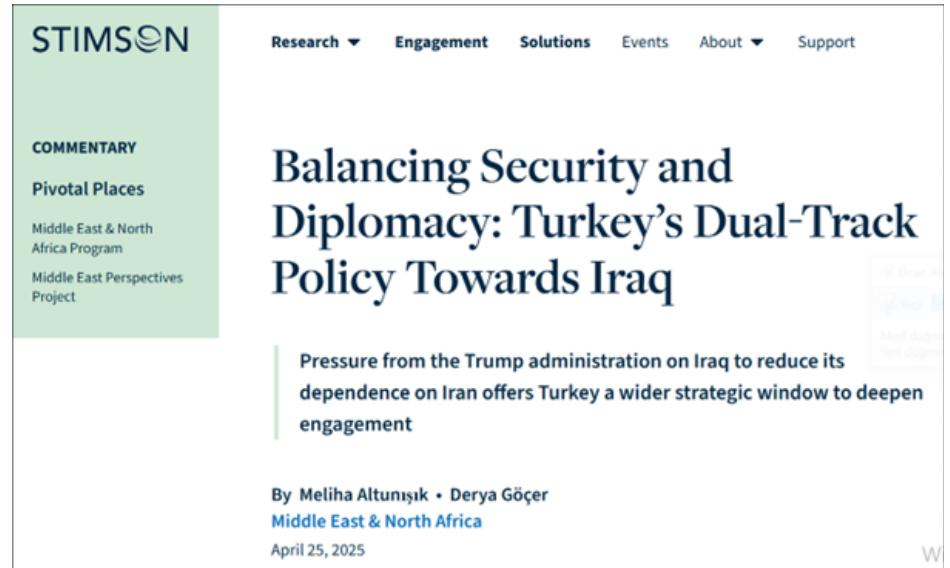 STIMSON
Research Engagement Solutions Events About Support
COMMENTARY
Pivotal Places
Middle East & North
Africa Program
Middle East Perspectives
Project
Balancing Security and
Diplomacy: Turkey's Dual-Track
Policy Towards Iraq
Pressure from the Trump administration on Iraq to reduce its
dependence on Iran offers Turkey a wider strategic window to deepen
engagement
By Meliha Altunışık • Derya Göçer
Middle East & North Africa
April 25, 2025